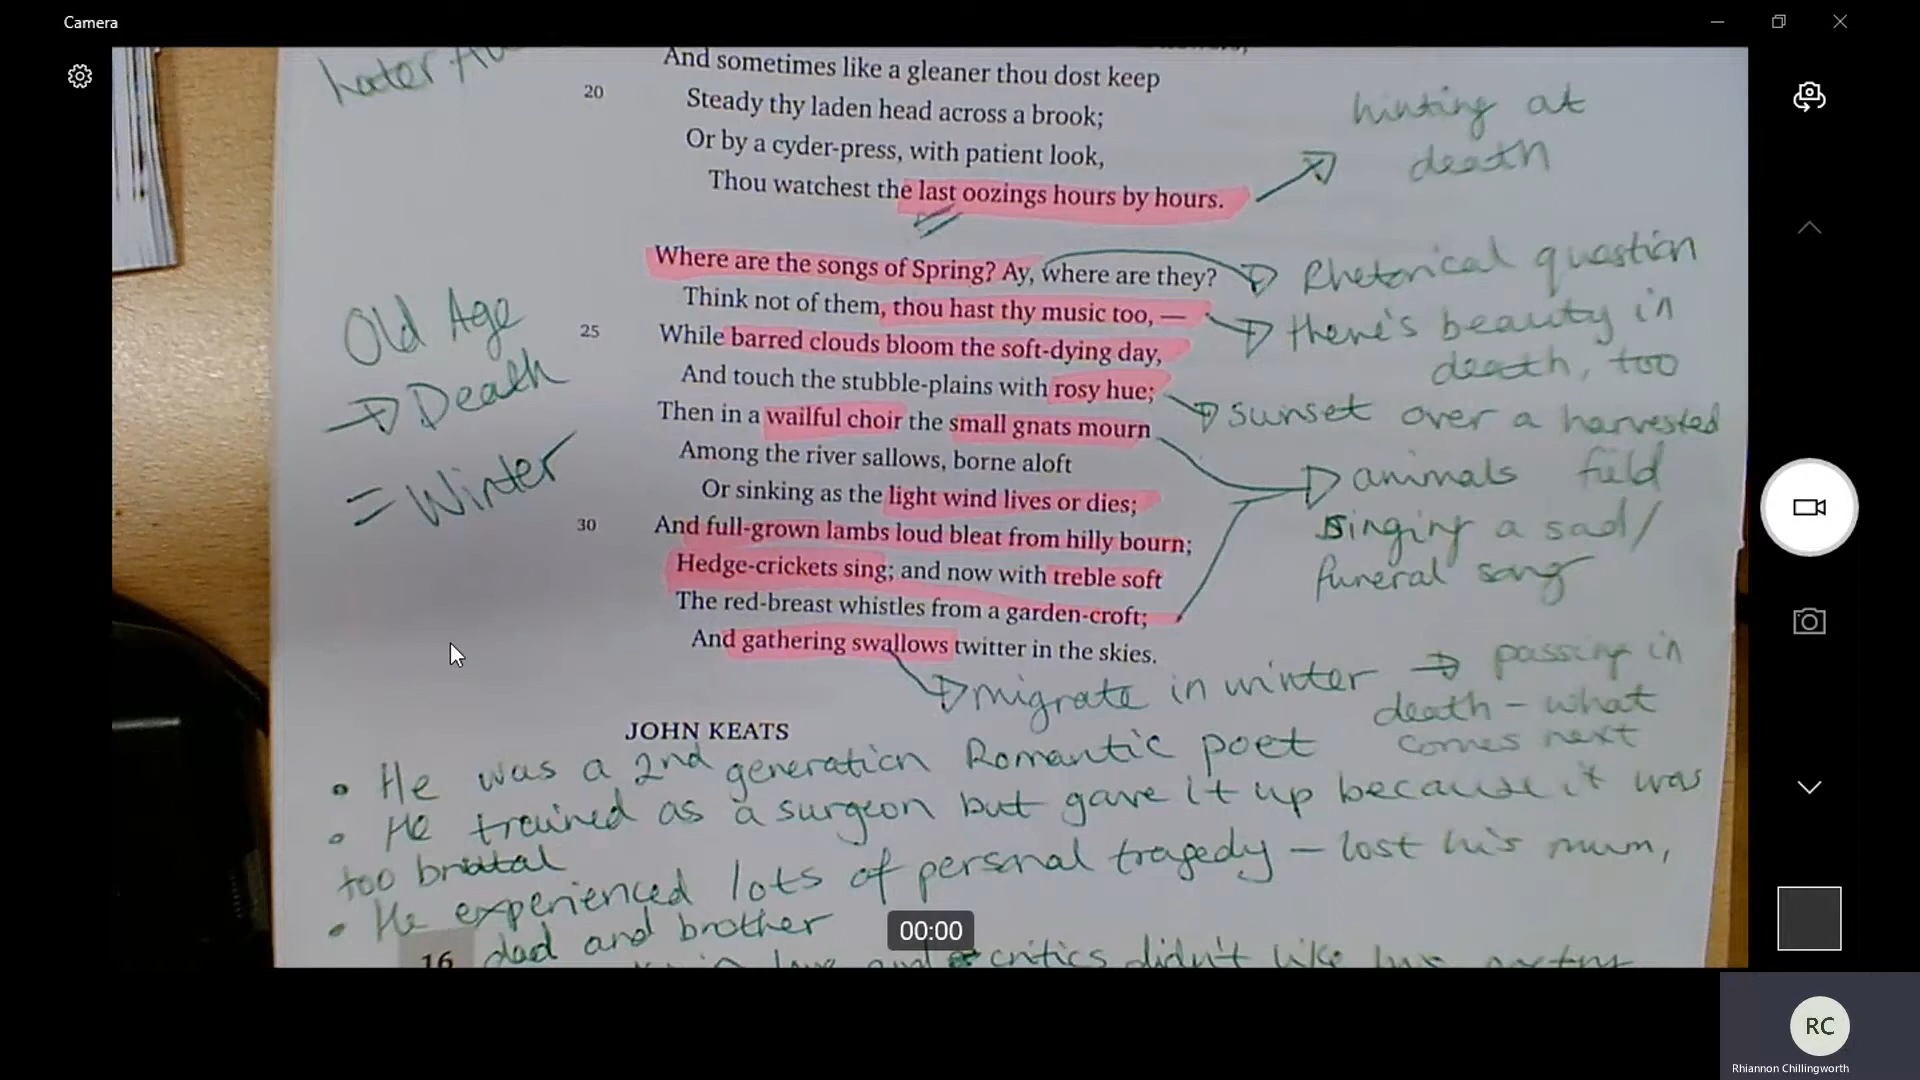 Camera
And sometimes like a gleaner thou dost keep
20 Steady thy laden head across a brook;
Or by a cyder-press, with patient look,
Thou watchest the last oozings hours by hours.
hinting at
death
Where are the songs of Spring? Ay, where are they?
Rhetorical question
Think not of them, thou hast thy music too, —
there's beauty in
death, too
25 While barred clouds bloom the soft-dying day,
And touch the stubble-plains with rosy hue;
sunset over a harvested
field
Then in a wailful choir the small gnats mourn
Among the river sallows, borne aloft
Or sinking as the light wind lives or dies;
animals
singing a sad/
funeral song
30 And full-grown lambs loud bleat from hilly bourn;
Hedge-crickets sing; and now with treble soft
The red-breast whistles from a garden-croft;
And gathering swallows twitter in the skies.
Old Age
→ Death
= Winter
migrate in winter → passing in
death - what
comes next
JOHN KEATS
• He was a 2nd generation Romantic poet
• He trained as a surgeon but gave it up because it was
too brutal
• He experienced lots of personal tragedy - lost his mum,
dad and brother
16
in love and critics didn't like his poetry
00:00
RC
Rhiannon Chillingworth